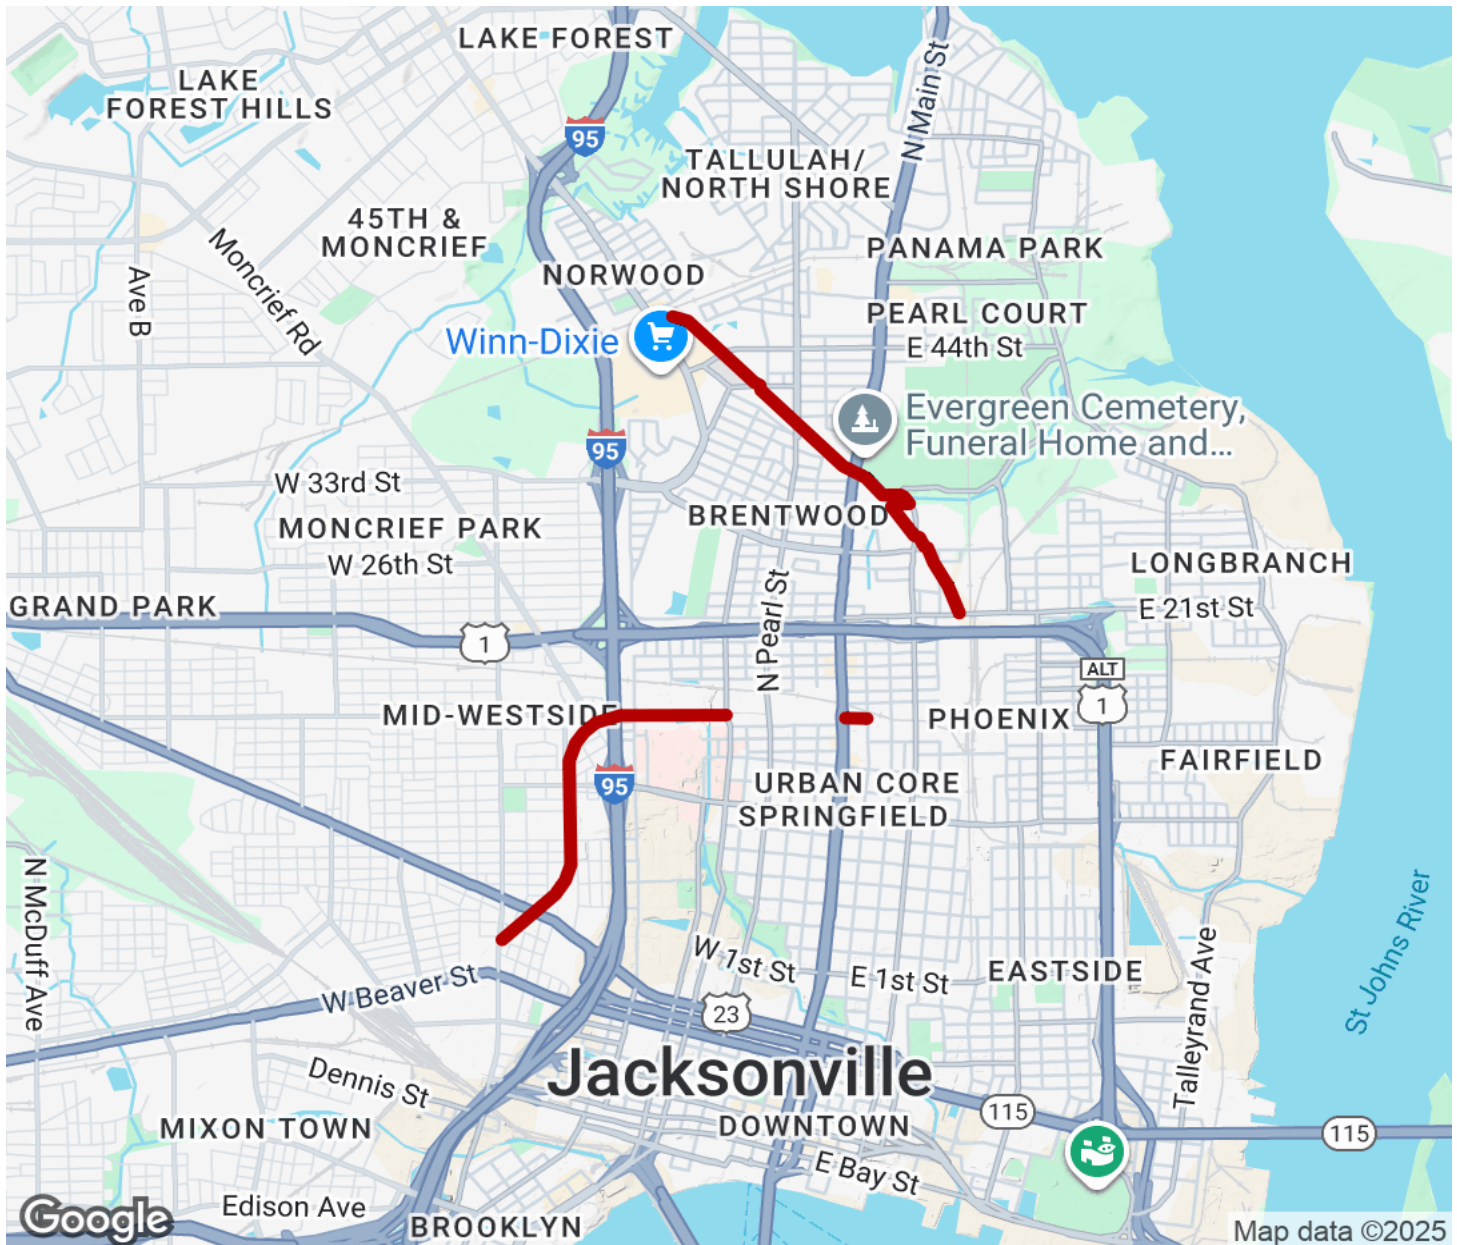 LAKE FOREST
LAKE
FOREST HILLS
N Main St
95
TALLULAH/
NORTH SHORE
45TH &
MONCRIEF
Moncrief Rd
PANAMA PARK
NORWOOD
Ave B
PEARL COURT
Winn-Dixie
E 44th St
Evergreen Cemetery,
Funeral Home and...
95
W 33rd St
BRENTWOOD
MONCRIEF PARK
W 26th St
LONGBRANCH
GRAND PARK
E 21st St
1
N Pearl St
ALT
1
MID-WESTSIDE
PHOENIX
FAIRFIELD
95
URBAN CORE
SPRINGFIELD
N McDuff Ave
W 1st St
E 1st St
EASTSIDE
W Beaver St
Talleyrand Ave
St Johns River
23
Jacksonville
Dennis St
115
MIXON TOWN
DOWNTOWN
115
E Bay St
Edison Ave
BROOKLYN
Google
Map data ©2025